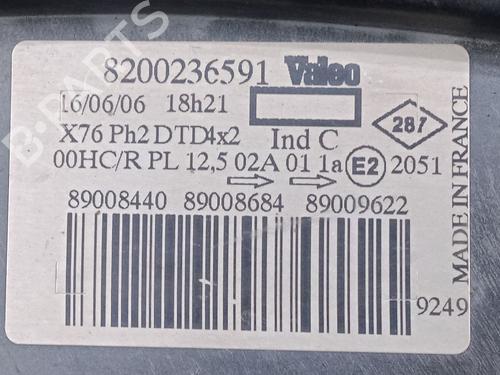 8200236591 Valeo
16/06/06 18h21
X76 Ph2 DTD4x2 Ind C
287
00HC/R PL 12,5 02A 01 1a E2 2051
89008440 89008684 89009622
9249
MADE IN FRANCE
B-PARTS